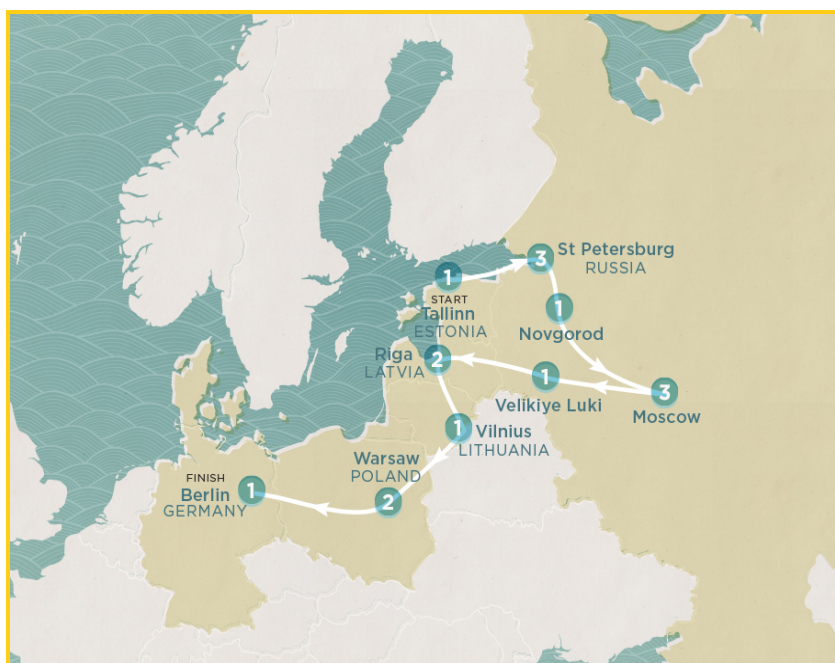 3
St Petersburg
RUSSIA
1
START
Tallinn
ESTONIA
1
Novgorod
Riga
LATVIA
2
1
Velikiye Luki
3
Moscow
1
Vilnius
LITHUANIA
Warsaw
POLAND
2
FINISH
Berlin
GERMANY
1